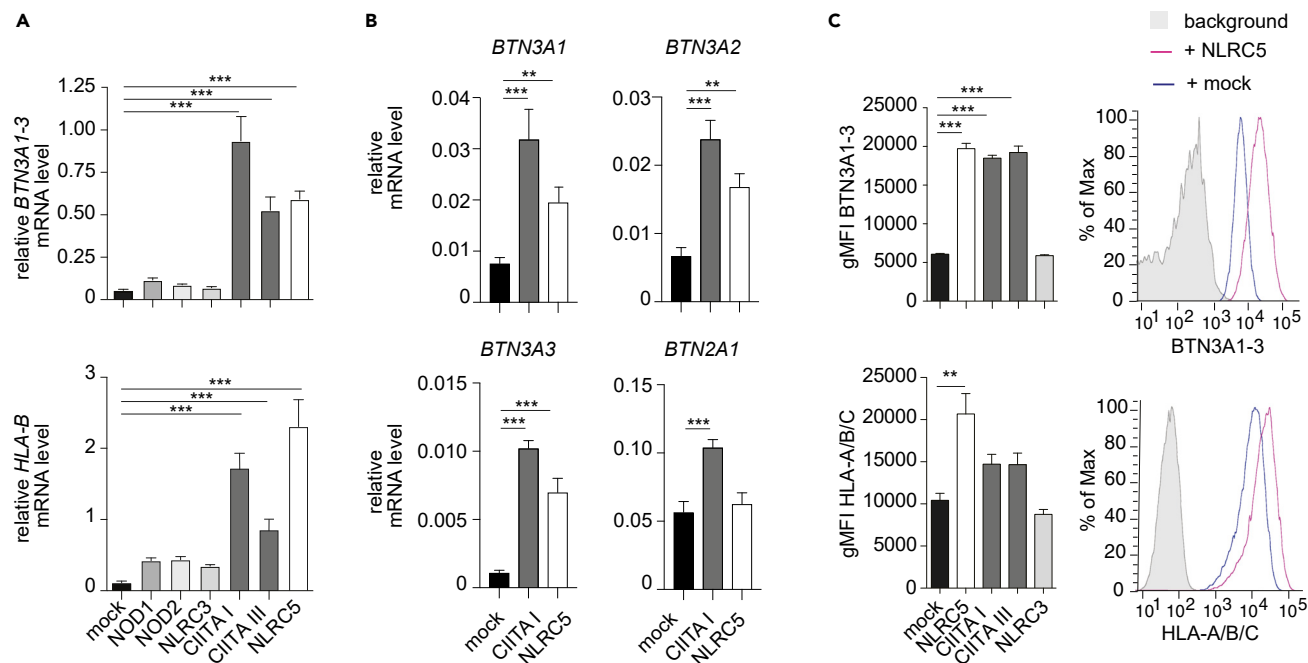 A
relative BTN3A1-3
mRNA level
1.25
1.00
0.75
0.50
0.25
0
***
***
***
relative HLA-B
mRNA level
3
2
1
0
***
***
***
mock
NOD1
NOD2
NLRC3
CIITA I
CIITA III
NLRC5
B
BTN3A1
relative
mRNA level
0.04
0.03
0.02
0.01
0.00
**
***
BTN3A2
0.03
0.02
0.01
0.00
**
***
BTN3A3
relative
mRNA level
0.015
0.010
0.005
0
***
***
mock
CIITA I
NLRC5
BTN2A1
0.15
0.10
0.05
0
***
mock
CIITA I
NLRC5
C
background
+ NLRC5
+ mock
gMFI BTN3A1-3
25000
20000
15000
10000
5000
0
***
***
***
% of Max
100
80
60
40
20
0
10¹ 10² 10³ 10⁴ 10⁵
BTN3A1-3
gMFI HLA-A/B/C
25000
20000
15000
10000
5000
0
**
mock
NLRC5
CIITA I
CIITA III
NLRC3
% of Max
100
80
60
40
20
0
10¹ 10² 10³ 10⁴ 10⁵
HLA-A/B/C